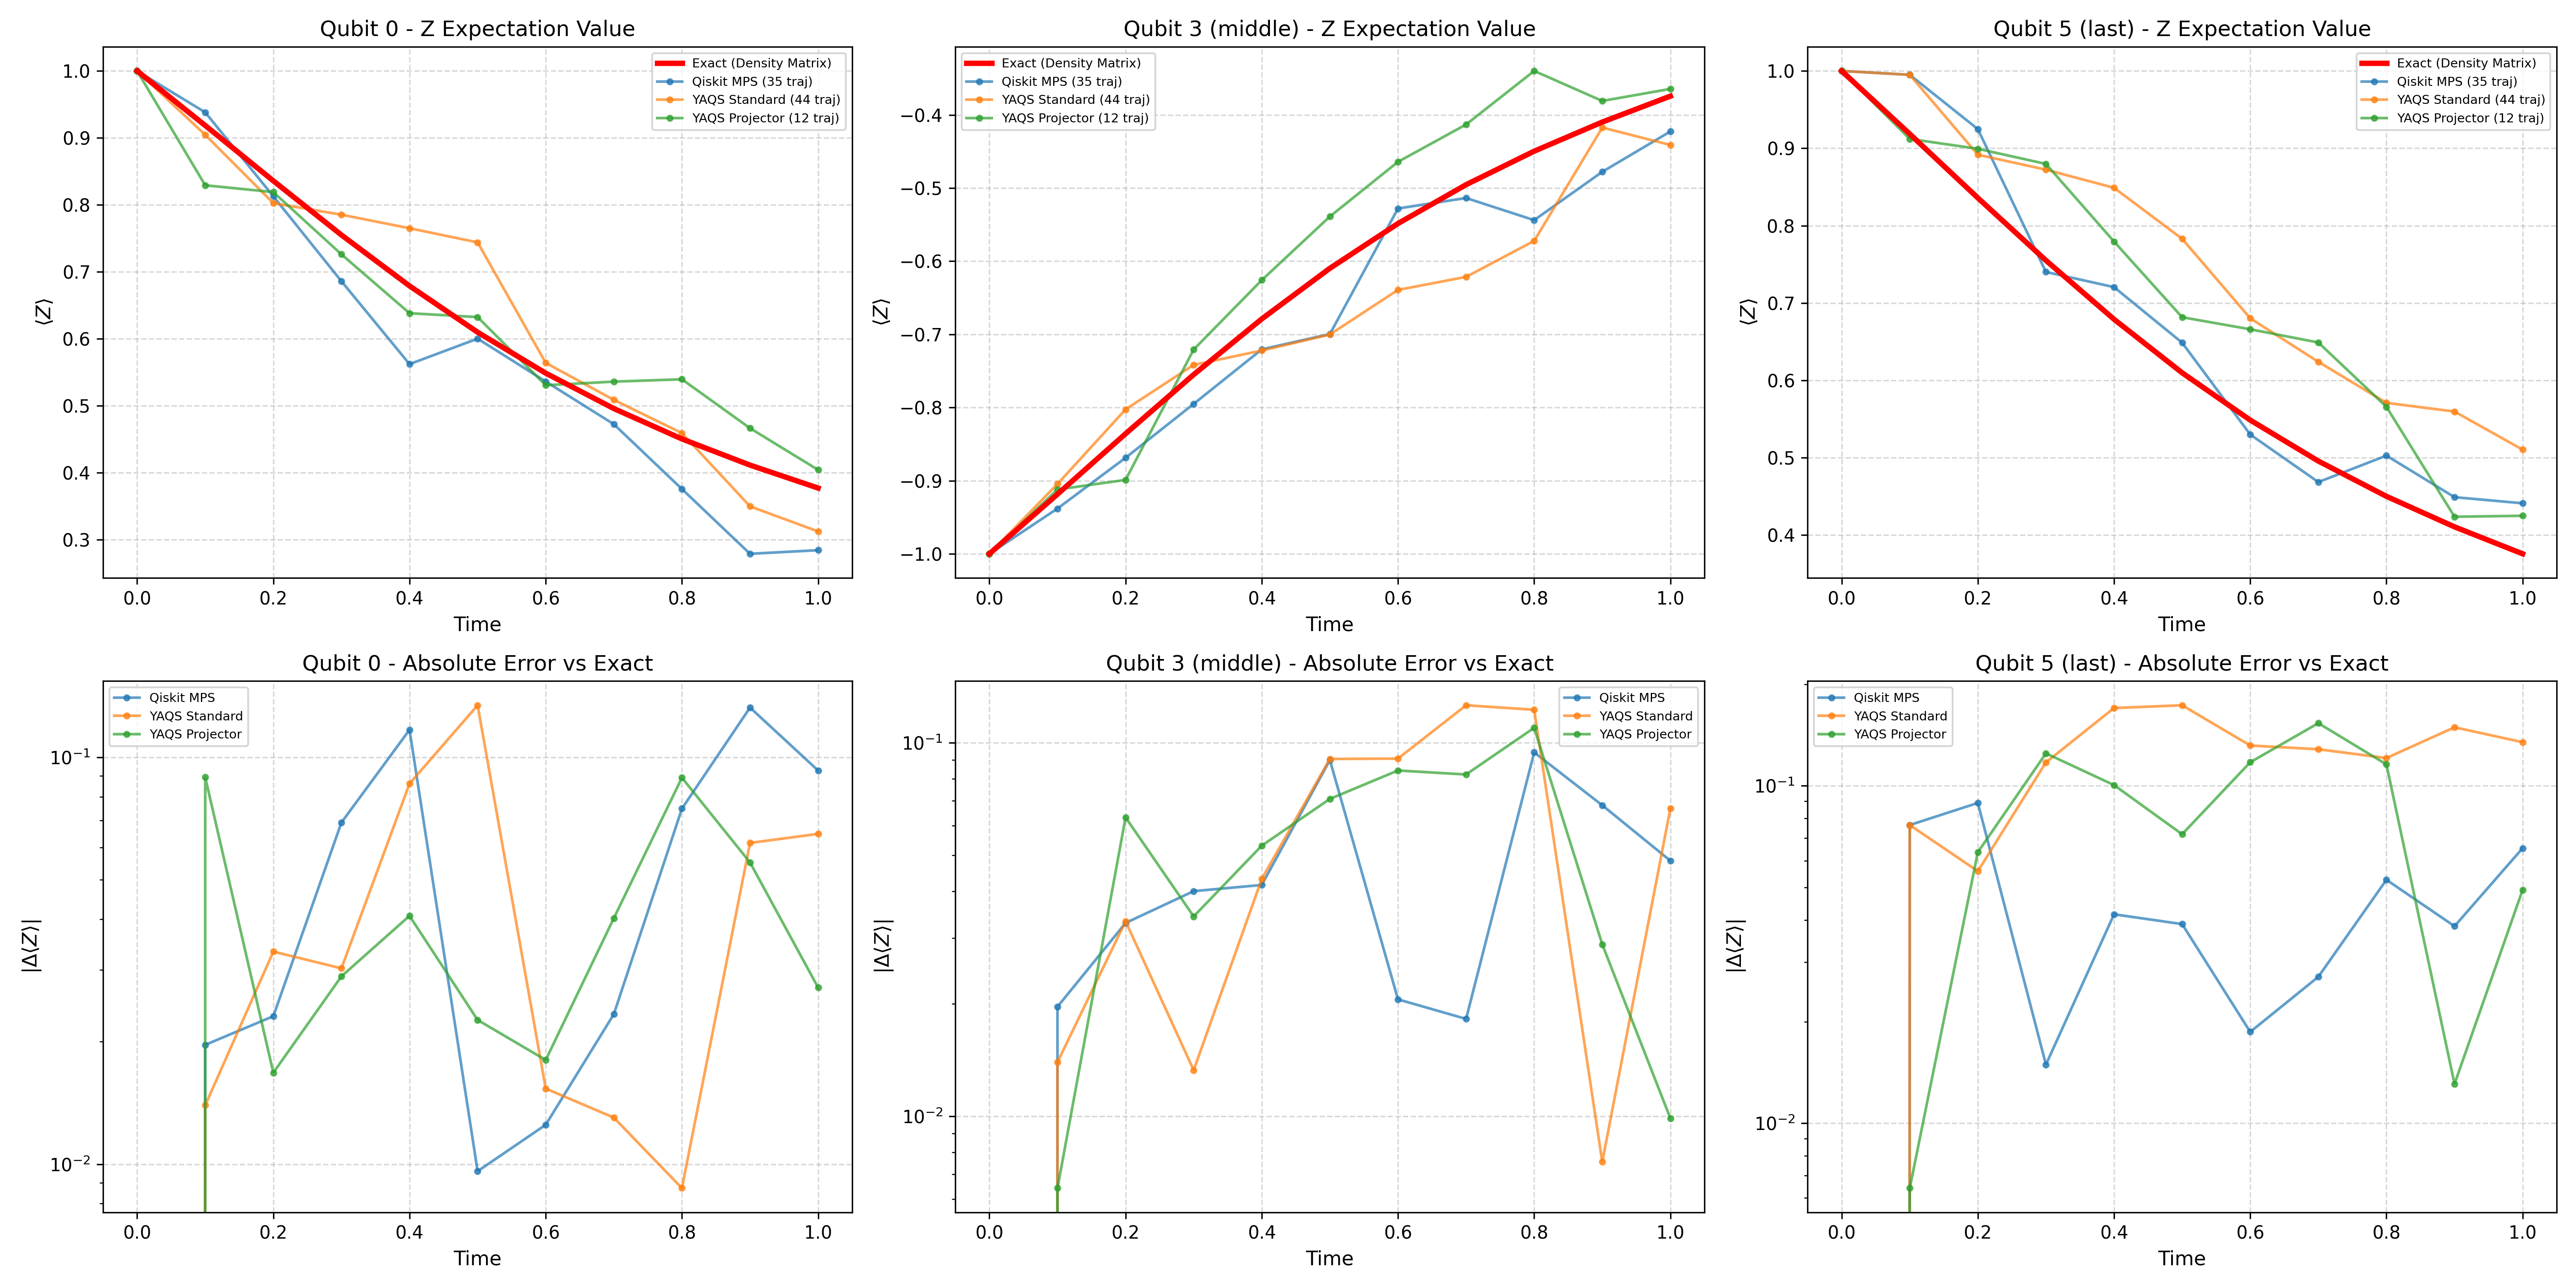 Qubit 0 - Z Expectation Value
Exact (Density Matrix)
Qiskit MPS (35 traj)
YAQS Standard (44 traj)
YAQS Projector (12 traj)
1.0
0.9
0.8
0.7
0.6
0.5
0.4
0.3
⟨Z⟩
0.0 0.2 0.4 0.6 0.8 1.0
Time
Qubit 3 (middle) - Z Expectation Value
Exact (Density Matrix)
Qiskit MPS (35 traj)
YAQS Standard (44 traj)
YAQS Projector (12 traj)
−0.4
−0.5
−0.6
−0.7
−0.8
−0.9
−1.0
⟨Z⟩
0.0 0.2 0.4 0.6 0.8 1.0
Time
Qubit 5 (last) - Z Expectation Value
Exact (Density Matrix)
Qiskit MPS (35 traj)
YAQS Standard (44 traj)
YAQS Projector (12 traj)
1.0
0.9
0.8
0.7
0.6
0.5
0.4
⟨Z⟩
0.0 0.2 0.4 0.6 0.8 1.0
Time
Qubit 0 - Absolute Error vs Exact
Qiskit MPS
YAQS Standard
YAQS Projector
10⁻¹
10⁻²
|Δ⟨Z⟩|
0.0 0.2 0.4 0.6 0.8 1.0
Time
Qubit 3 (middle) - Absolute Error vs Exact
Qiskit MPS
YAQS Standard
YAQS Projector
10⁻¹
10⁻²
|Δ⟨Z⟩|
0.0 0.2 0.4 0.6 0.8 1.0
Time
Qubit 5 (last) - Absolute Error vs Exact
Qiskit MPS
YAQS Standard
YAQS Projector
10⁻¹
10⁻²
|Δ⟨Z⟩|
0.0 0.2 0.4 0.6 0.8 1.0
Time